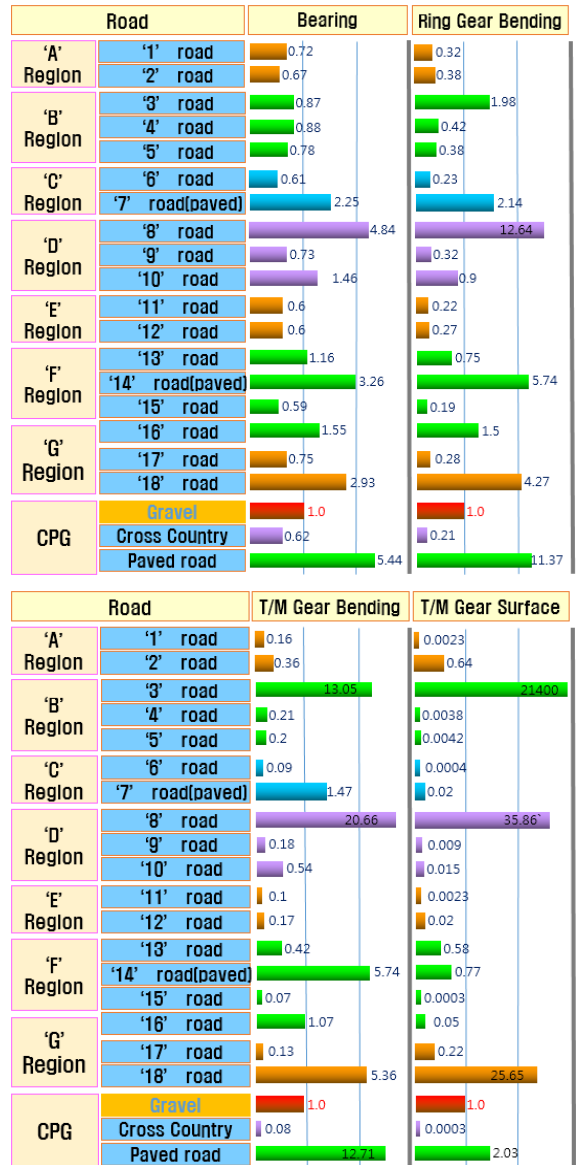 Road Bearing Ring Gear Bending
‘A’ Region ‘1’ road 0.72 0.32
‘2’ road 0.67 0.38
‘B’ Region ‘3’ road 0.87 1.98
‘4’ road 0.88 0.42
‘5’ road 0.78 0.38
‘C’ Region ‘6’ road 0.61 0.23
‘7’ road(paved) 2.25 2.14
‘D’ Region ‘8’ road 4.84 12.64
‘9’ road 0.73 0.32
‘10’ road 1.46 0.9
‘E’ Region ‘11’ road 0.6 0.22
‘12’ road 0.6 0.27
‘F’ Region ‘13’ road 1.16 0.75
‘14’ road(paved) 3.26 5.74
‘15’ road 0.59 0.19
‘G’ Region ‘16’ road 1.55 1.5
‘17’ road 0.75 0.28
‘18’ road 2.93 4.27
CPG Gravel 1.0 1.0
Cross Country 0.62 0.21
Paved road 5.44 11.37
Road T/M Gear Bending T/M Gear Surface
‘A’ Region ‘1’ road 0.16 0.0023
‘2’ road 0.36 0.64
‘B’ Region ‘3’ road 13.05 21400
‘4’ road 0.21 0.0038
‘5’ road 0.2 0.0042
‘C’ Region ‘6’ road 0.09 0.0004
‘7’ road(paved) 1.47 0.02
‘D’ Region ‘8’ road 20.66 35.86`
‘9’ road 0.18 0.009
‘10’ road 0.54 0.015
‘E’ Region ‘11’ road 0.1 0.0023
‘12’ road 0.17 0.02
‘F’ Region ‘13’ road 0.42 0.58
‘14’ road(paved) 5.74 0.77
‘15’ road 0.07 0.0003
‘G’ Region ‘16’ road 1.07 0.05
‘17’ road 0.13 0.22
‘18’ road 5.36 25.65
CPG Gravel 1.0 1.0
Cross Country 0.08 0.0003
Paved road 12.71 2.03